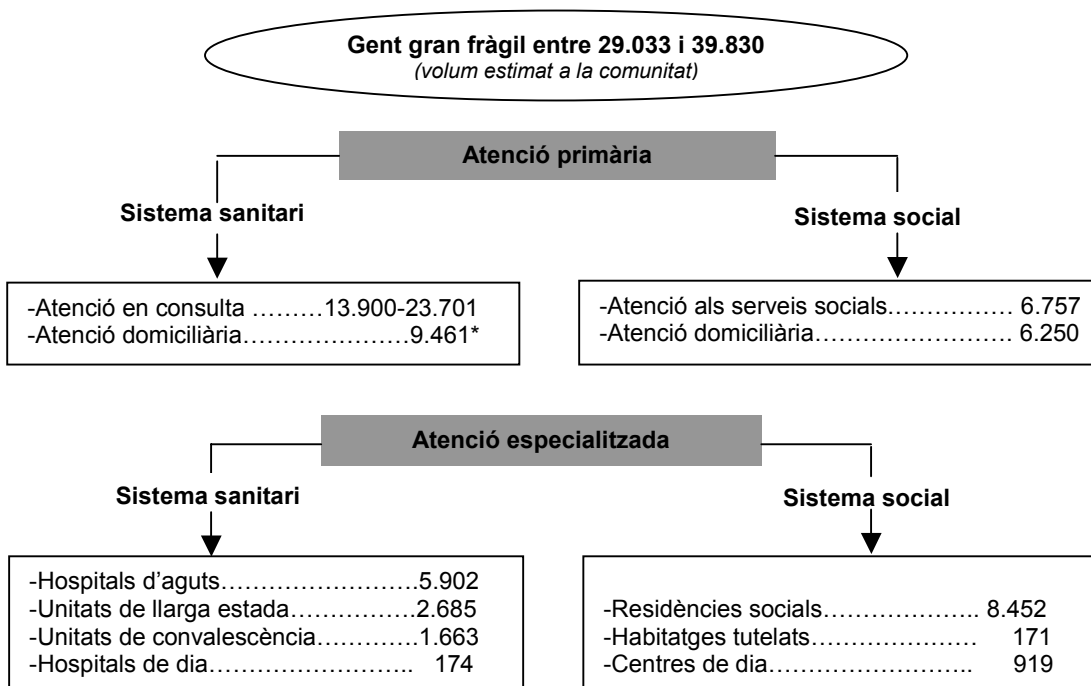 Gent gran fràgil entre 29.033 i 39.830
(volum estimat a la comunitat)
Atenció primària
Sistema sanitari
Sistema social
-Atenció en consulta ………13.900-23.701
-Atenció domiciliària…………………..9.461*
-Atenció als serveis socials……………. 6.757
-Atenció domiciliària……………………. 6.250
Atenció especialitzada
Sistema sanitari
Sistema social
-Hospitals d’aguts……………………..5.902
-Unitats de llarga estada………………2.685
-Unitats de convalescència……………1.663
-Hospitals de dia…………………….. 174
-Residències socials………………….. 8.452
-Habitatges tutelats………………… 171
-Centres de dia…………………….. 919